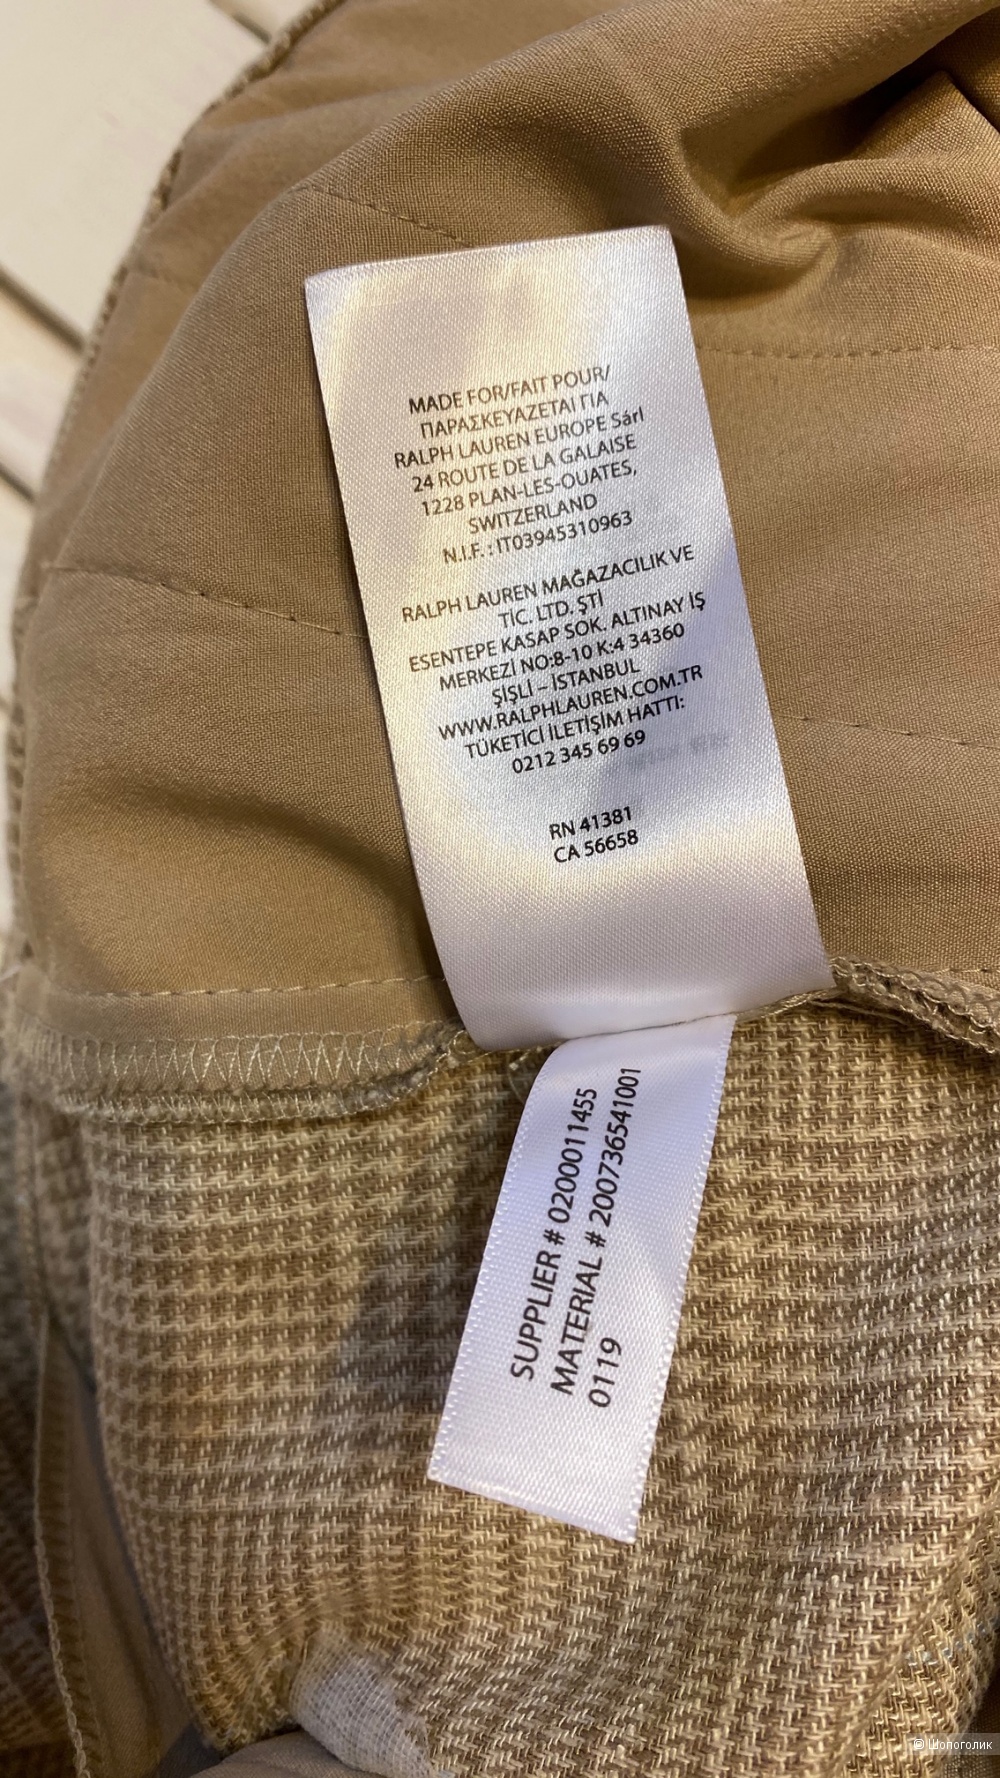 MADE FOR/FAIT POUR/
ΠΑΡΑΣΚΕΥΑΖΕΤΑΙ ΓΙΑ
RALPH LAUREN EUROPE Sárl
24 ROUTE DE LA GALAISE
1228 PLAN-LES-OUATES,
SWITZERLAND
N.I.F. : IT03945310963
RALPH LAUREN MAĞAZACILIK VE
TİC. LTD. ŞTİ
ESENTEPE KASAP SOK. ALTINAY İŞ
MERKEZİ NO:8-10 K:4 34360
ŞİŞLİ – İSTANBUL
WWW.RALPHLAUREN.COM.TR
TÜKETİCİ İLETİŞİM HATTI:
0212 345 69 69
RN 41381
CA 56658
SUPPLIER # 0200011455
MATERIAL # 200736541001
0119
@ Шопоголик